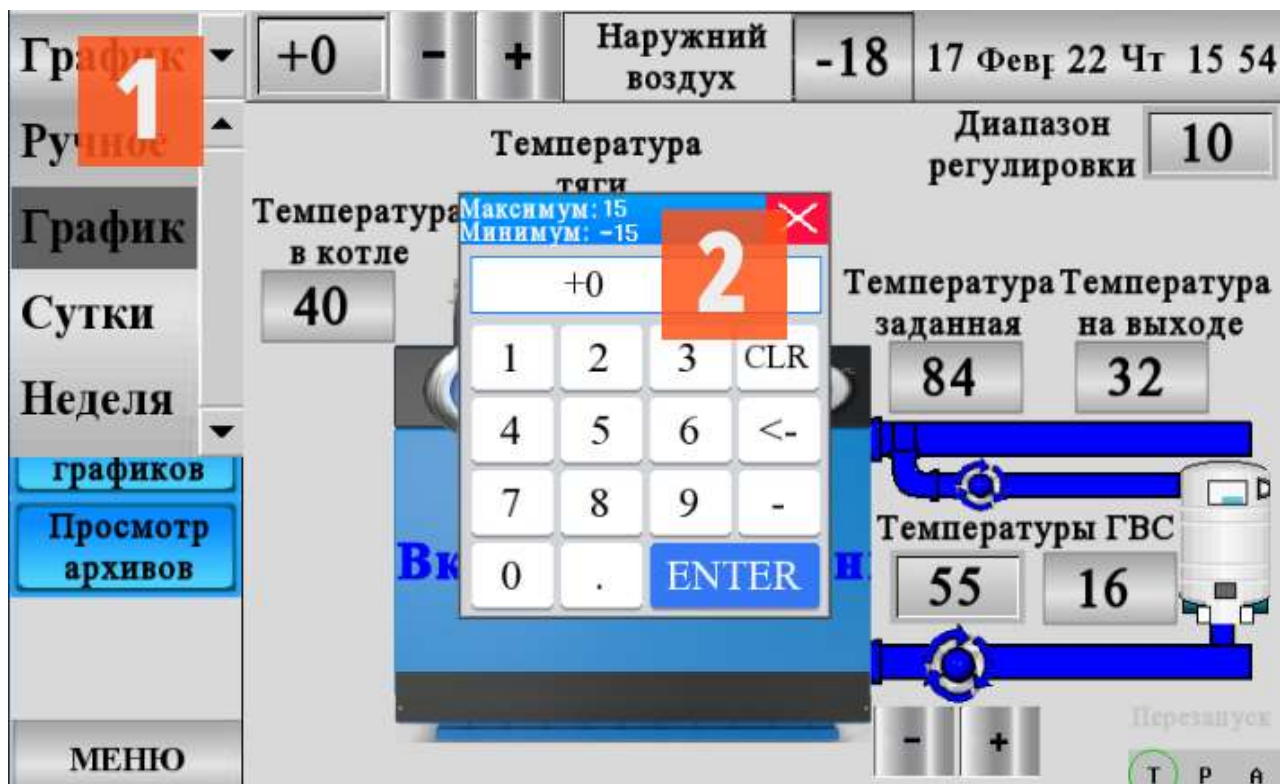 График +0 - + Наружний воздух -18 17 Февр 22 Чт 15 54
1
Ручное
График
Сутки
Неделя
графиков
Просмотр
архивов
МЕНЮ
Температура
тяги
Диапазон
регулировки
10
Температура
в котле
40
Максимум: 15
Минимум: -15
2
+0
1 2 3 CLR
4 5 6 <-
7 8 9 -
0 . ENTER
Температура
заданная
84
Температура
на выходе
32
Температуры ГВС
55 16
- +
Перезапуск
Т Р А